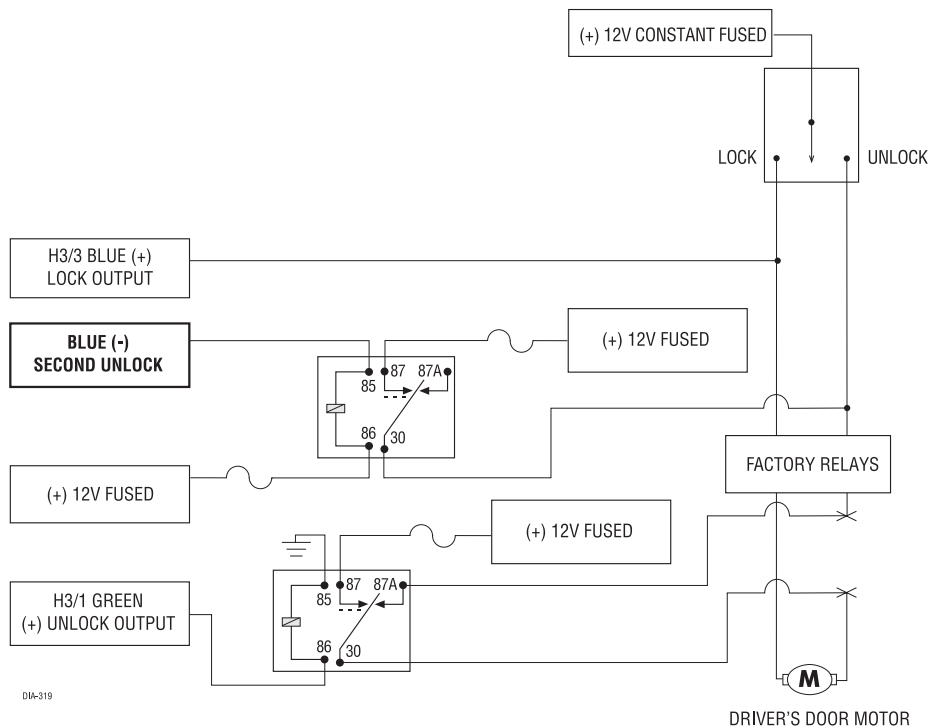 (+) 12V CONSTANT FUSED
LOCK
UNLOCK
H3/3 BLUE (+)
LOCK OUTPUT
BLUE (-)
SECOND UNLOCK
(+) 12V FUSED
87 87A
85
86
30
FACTORY RELAYS
(+) 12V FUSED
(+) 12V FUSED
87 87A
85
H3/1 GREEN
(+) UNLOCK OUTPUT
86
30
M
DIA-319
DRIVER'S DOOR MOTOR